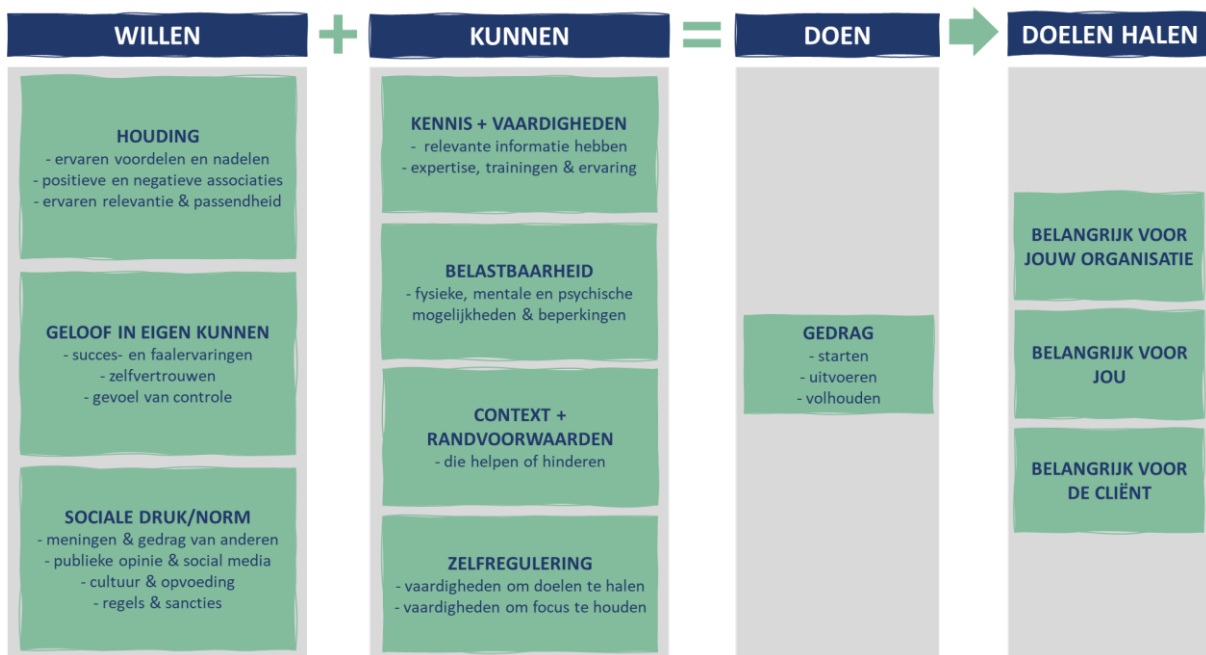 WILLEN
HOUDING
- ervaren voordelen en nadelen
- positieve en negatieve associaties
- ervaren relevantie & passendheid
GELOOF IN EIGEN KUNNEN
- succes- en faalervaringen
- zelfvertrouwen
- gevoel van controle
SOCIALE DRUK/NORM
- meningen & gedrag van anderen
- publieke opinie & social media
- cultuur & opvoeding
- regels & sancties
+
KUNNEN
KENNIS + VAARDIGHEDEN
- relevante informatie hebben
- expertise, trainingen & ervaring
BELASTBAARHEID
- fysieke, mentale en psychische
mogelijkheden & beperkingen
CONTEXT +
RANDVOORWAARDEN
- die helpen of hinderen
ZELFREGULERING
- vaardigheden om doelen te halen
- vaardigheden om focus te houden
=
DOEN
GEDRAG
- starten
- uitvoeren
- volhouden
DOELEN HALEN
BELANGRIJK VOOR
JOUW ORGANISATIE
BELANGRIJK VOOR
JOU
BELANGRIJK VOOR
DE CLIËNT